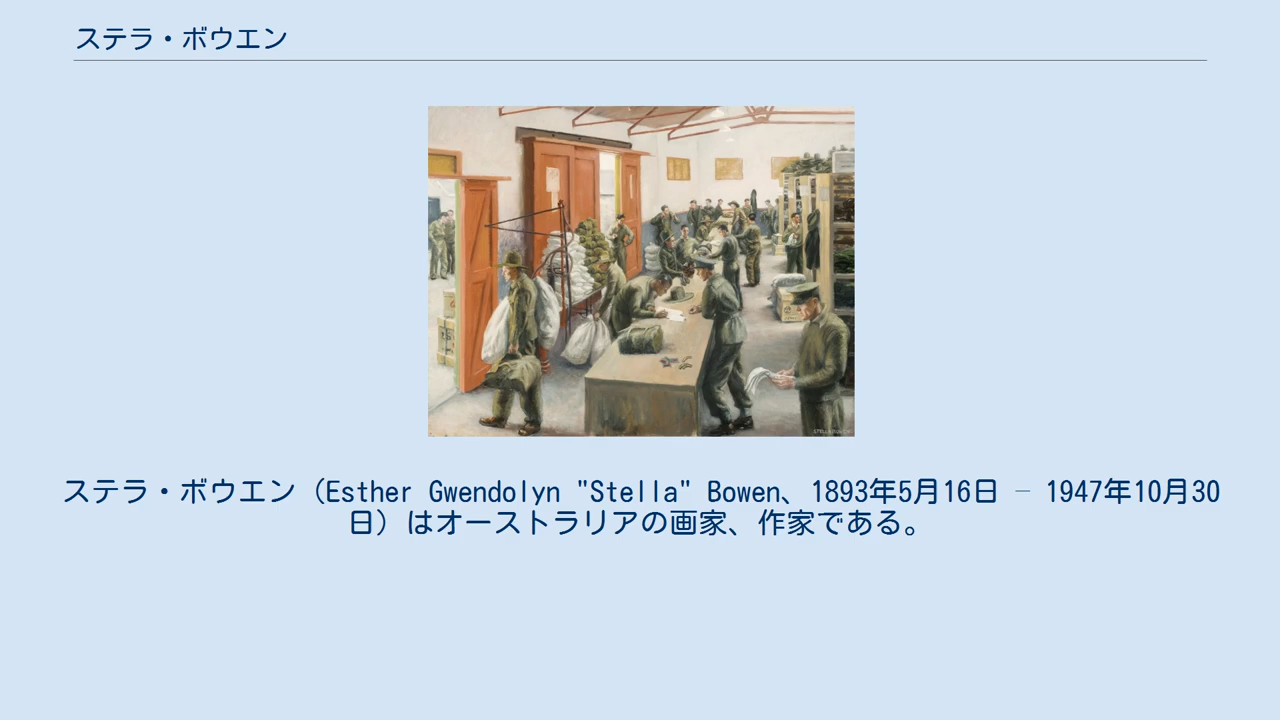 ステラ・ボウエン
ステラ・ボウエン（Esther Gwendolyn "Stella" Bowen、1893年5月16日 – 1947年10月30
日）はオーストラリアの画家、作家である。